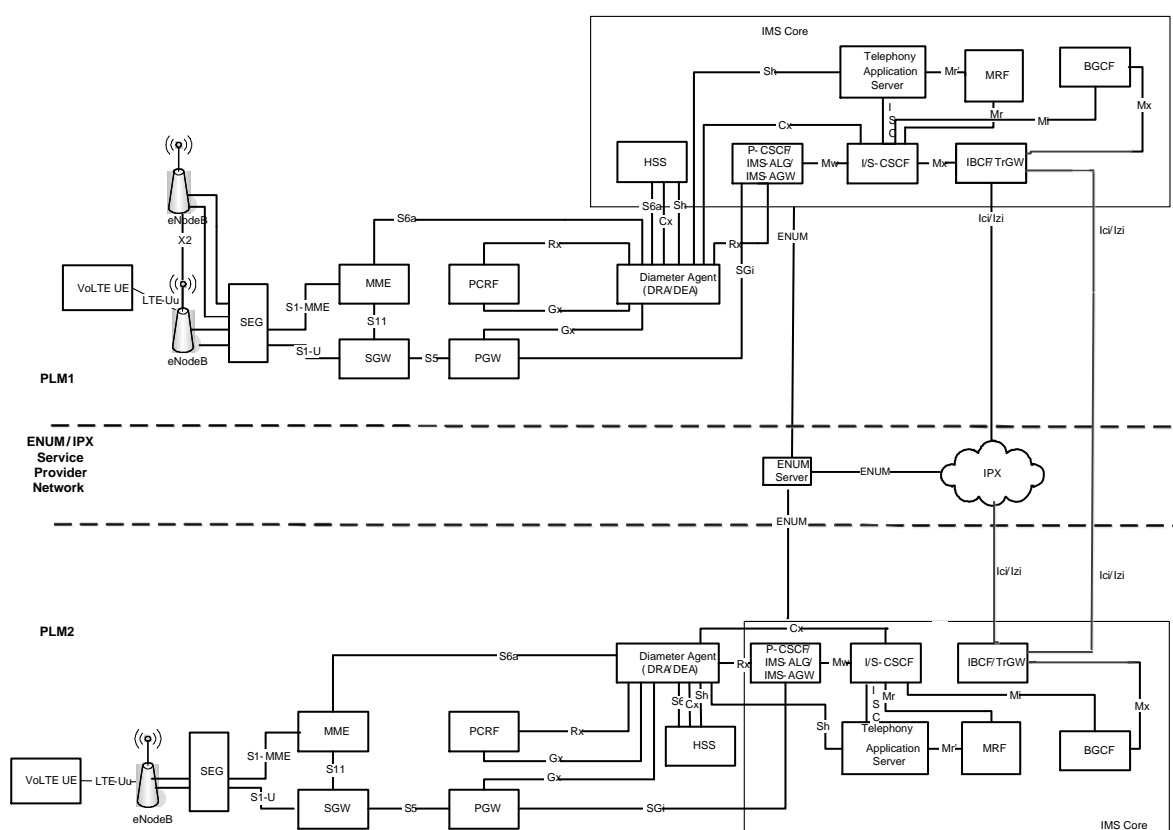 IMS Core
Telephony
Application
Server
Mr'
MRF
BGCF
Sh
I
S
C
Mr
Mi
Mx
Cx
HSS
P-CSCF/
IMS-ALG/
IMS-AGW
Mw
I/S-CSCF
Mx
IBCF/TrGW
S6a
Cx
Sh
eNodeB
X2
S6a
Rx
Rx
ENUM
Ici/Izi
Ici/Izi
SGi
VoLTE UE
LTE-Uu
MME
PCRF
Diameter Agent
(DRA/DEA)
S1-MME
SEG
Gx
S11
Gx
eNodeB
S1-U
SGW
S5
PGW
PLM1
ENUM/IPX
Service
Provider
Network
ENUM
Server
ENUM
IPX
ENUM
Ici/Izi
Ici/Izi
PLM2
Cx
S6a
Diameter Agent
(DRA/DEA)
Rx
P-CSCF/
IMS-ALG/
IMS-AGW
Mw
I/S-CSCF
IBCF/TrGW
Cx
Sh
I
S
C
Mr
Mi
Mx
MME
PCRF
Rx
HSS
Sh
Telephony
Application
Server
Mr'
MRF
BGCF
S1-MME
SEG
S11
Gx
Gx
VoLTE UE
LTE-Uu
S1-U
eNodeB
SGW
S5
PGW
SGi
IMS Core